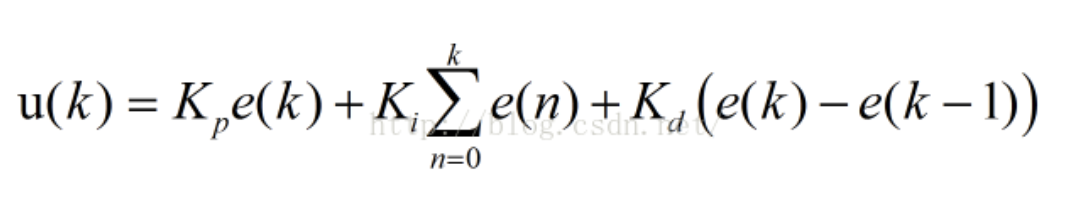 u(k) = K_p e(k) + K_i \sum_{n=0}^{k} e(n) + K_d (e(k) − e(k − 1))
http://blog.csdn.net/